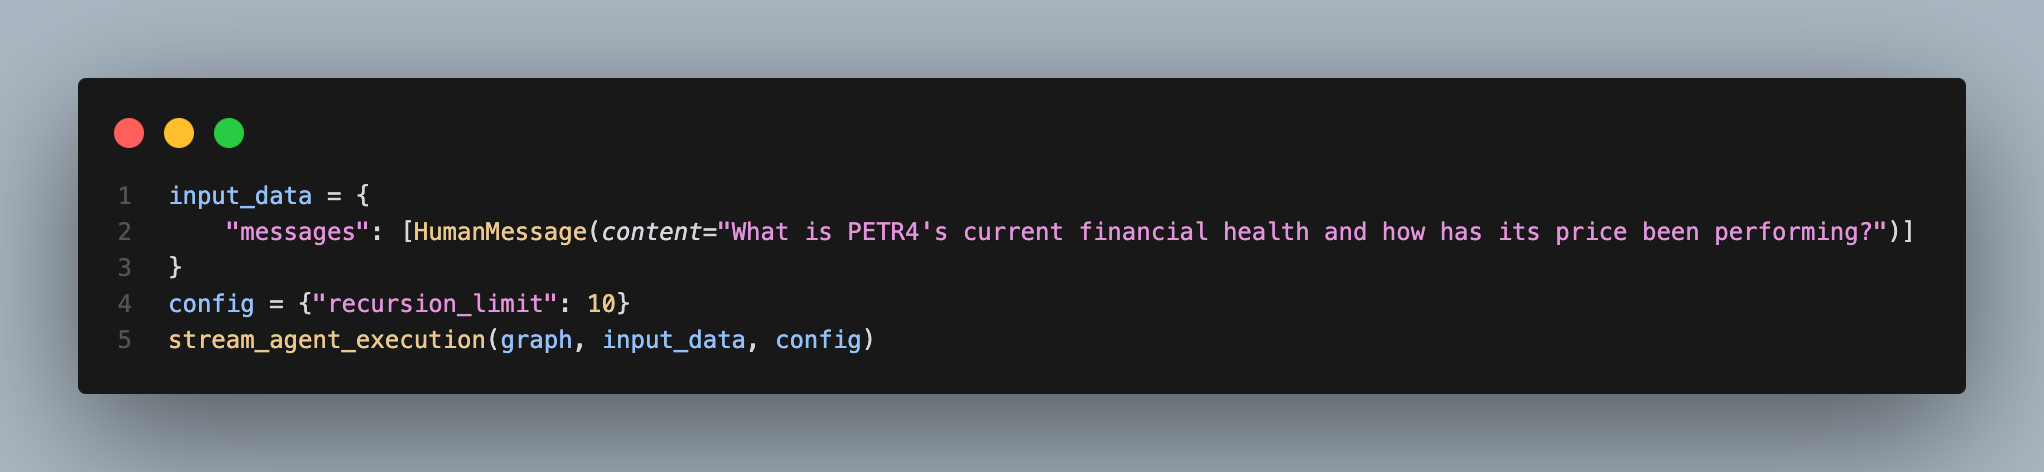 1 input_data = {
2     "messages": [HumanMessage(content="What is PETR4's current financial health and how has its price been performing?")]
3 }
4 config = {"recursion_limit": 10}
5 stream_agent_execution(graph, input_data, config)